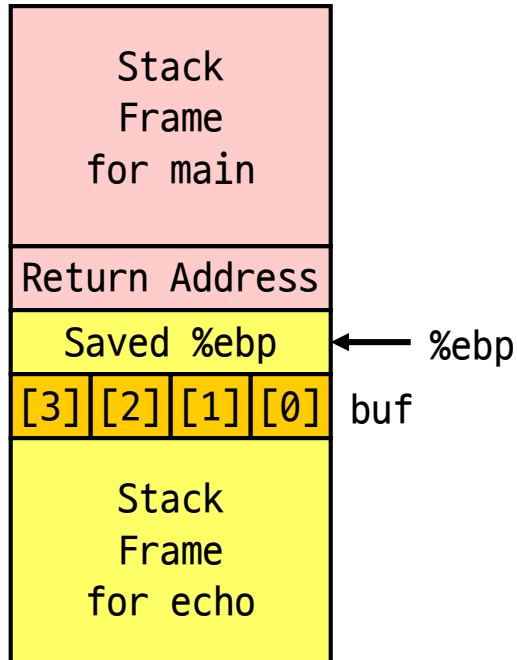 Stack
Frame
for main
Return Address
Saved %ebp
%ebp
[3] [2] [1] [0] buf
Stack
Frame
for echo